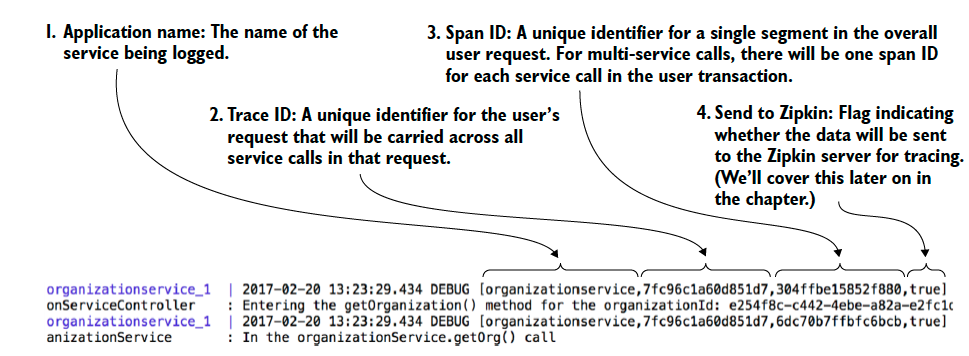 1. Application name: The name of the
service being logged.
3. Span ID: A unique identifier for a single segment in the overall
user request. For multi-service calls, there will be one span ID
for each service call in the user transaction.
2. Trace ID: A unique identifier for the user's
request that will be carried across all
service calls in that request.
4. Send to Zipkin: Flag indicating
whether the data will be sent
to the Zipkin server for tracing.
(We'll cover this later on in
the chapter.)
organizationservice_1 | 2017-02-20 13:23:29.434 DEBUG [organizationservice,7fc96c1a60d851d7,304ffbe15852f880,true]
onServiceController : Entering the getOrganization() method for the organizationId: e254f8c-c442-4ebe-a82a-e2fc1c
organizationservice_1 | 2017-02-20 13:23:29.434 DEBUG [organizationservice,7fc96c1a60d851d7,6dc70b7ffbfc6bcb,true]
anizationService : In the organizationService.getOrg() call